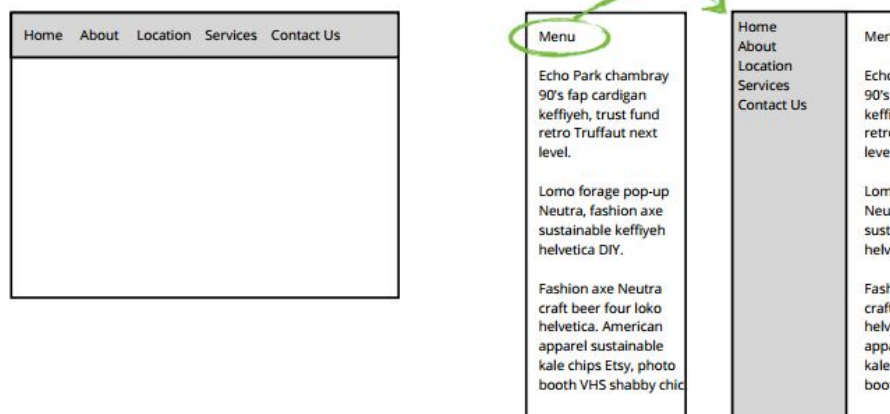 Home About Location Services Contact Us
Menu
Echo Park chambray
90's fap cardigan
keffiyeh, trust fund
retro Truffaut next
level.
Lomo forage pop-up
Neutra, fashion axe
sustainable keffiyeh
helvetica DIY.
Fashion axe Neutra
craft beer four loko
helvetica. American
apparel sustainable
kale chips Etsy, photo
booth VHS shabby chic
Home
About
Location
Services
Contact Us